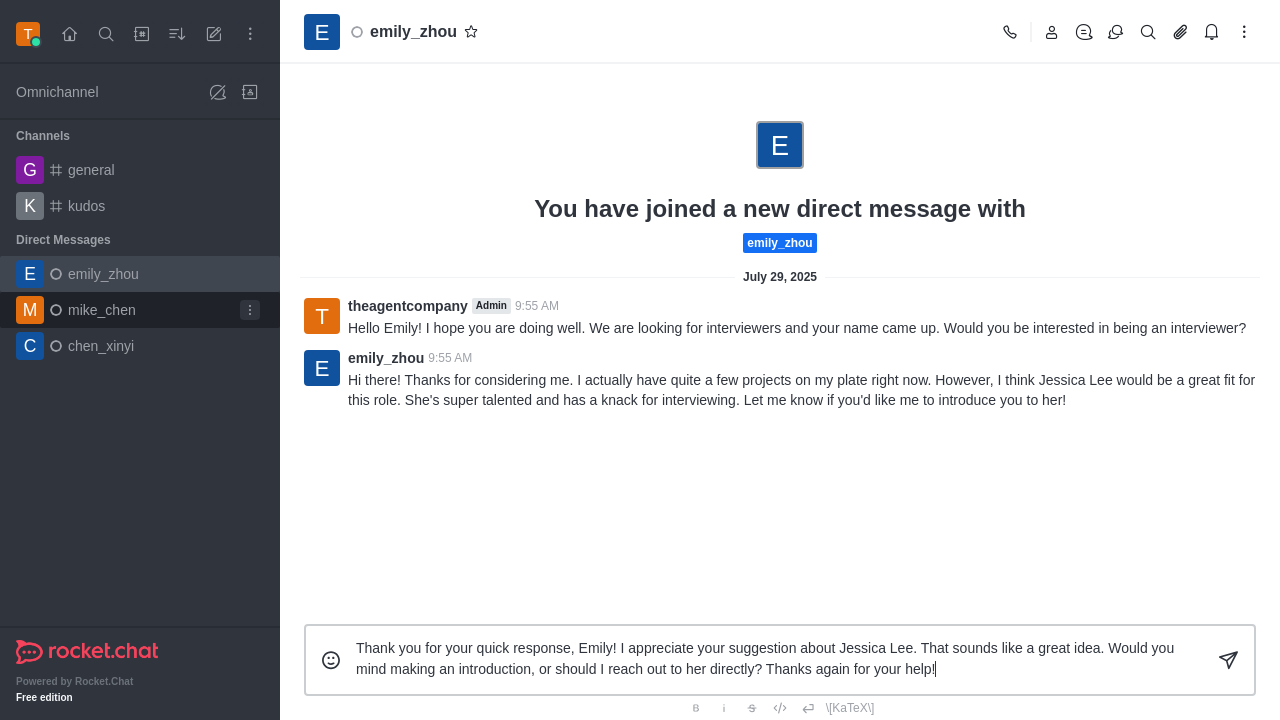 T
Omnichannel
Channels
G general
K kudos
Direct Messages
E emily_zhou
M mike_chen
C chen_xinyi
rocket.chat
Powered by Rocket.Chat
Free edition
E emily_zhou
E
You have joined a new direct message with
emily_zhou
July 29, 2025
T
theagentcompany Admin 9:55 AM
Hello Emily! I hope you are doing well. We are looking for interviewers and your name came up. Would you be interested in being an interviewer?
E
emily_zhou 9:55 AM
Hi there! Thanks for considering me. I actually have quite a few projects on my plate right now. However, I think Jessica Lee would be a great fit for
this role. She's super talented and has a knack for interviewing. Let me know if you'd like me to introduce you to her!
Thank you for your quick response, Emily! I appreciate your suggestion about Jessica Lee. That sounds like a great idea. Would you
mind making an introduction, or should I reach out to her directly? Thanks again for your help!
B i S \[KaTeX\]